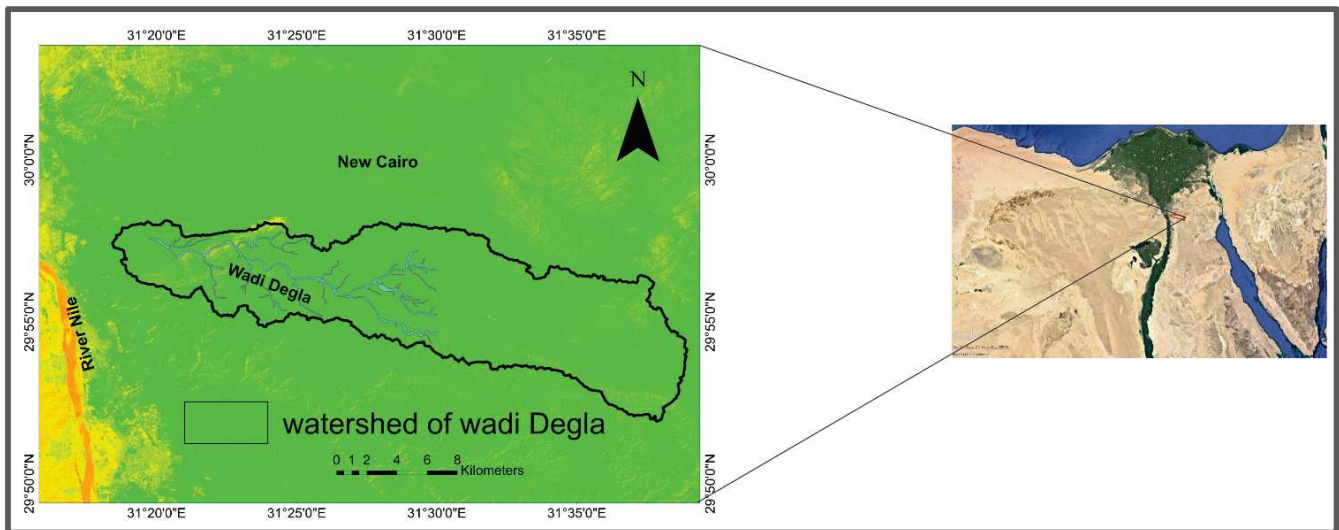 31°20'0"E 31°25'0"E 31°30'0"E 31°35'0"E
N
30°0'0"N
30°0'0"N
New Cairo
Wadi Degla
River Nile
29°55'0"N
29°55'0"N
watershed of wadi Degla
0 1 2 4 6 8
Kilometers
29°50'0"N
29°50'0"N
31°20'0"E 31°25'0"E 31°30'0"E 31°35'0"E